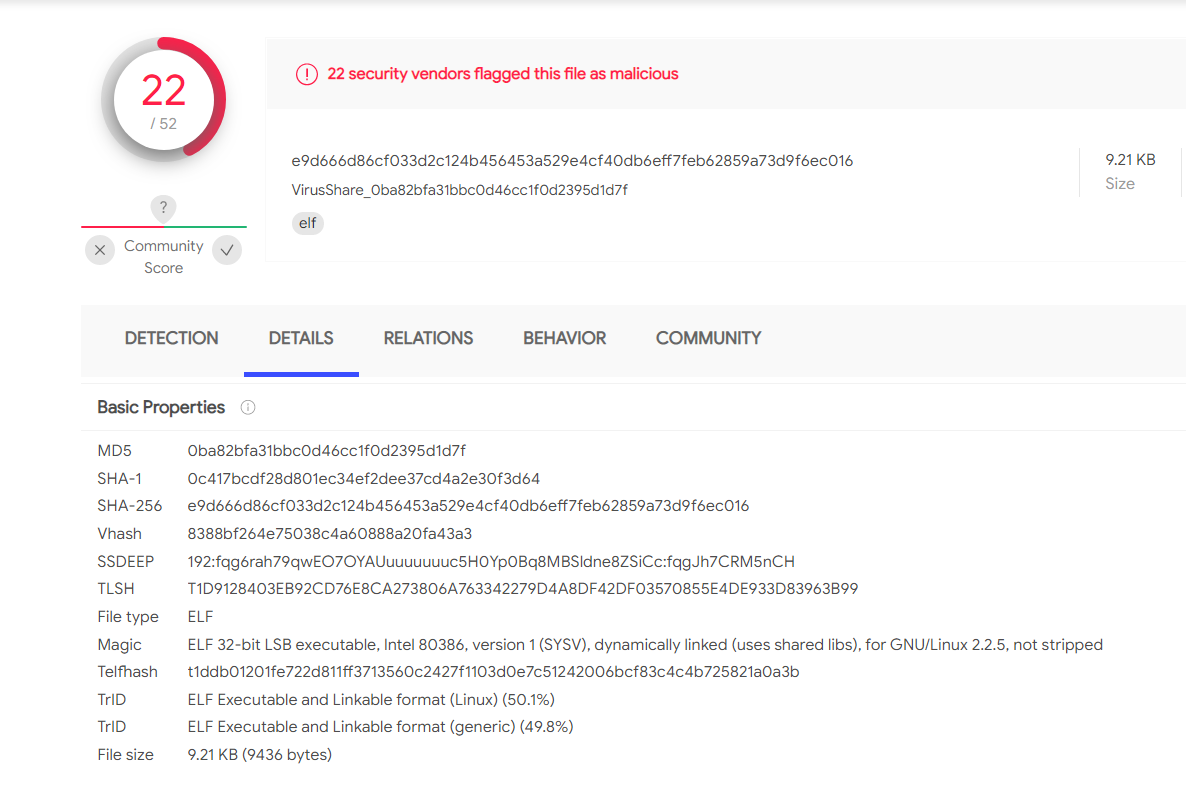 22
/ 52
22 security vendors flagged this file as malicious
e9d666d86cf033d2c124b456453a529e4cf40db6eff7feb62859a73d9f6ec016
VirusShare_0ba82bfa31bbc0d46cc1f0d2395d1d7f
elf
9.21 KB
Size
?
Community
Score
DETECTION DETAILS RELATIONS BEHAVIOR COMMUNITY
Basic Properties
MD5 0ba82bfa31bbc0d46cc1f0d2395d1d7f
SHA-1 0c417bcdf28d801ec34ef2dee37cd4a2e30f3d64
SHA-256 e9d666d86cf033d2c124b456453a529e4cf40db6eff7feb62859a73d9f6ec016
Vhash 8388bf264e75038c4a60888a20fa43a3
SSDEEP 192:fqg6rah79qwEO7OYAUuuuuuuuc5H0Yp0Bq8MBSldne8ZSiCc:fqgJh7CRM5nCH
TLSH T1D9128403EB92CD76E8CA273806A763342279D4A8DF42DF03570855E4DE933D83963B99
File type ELF
Magic ELF 32-bit LSB executable, Intel 80386, version 1 (SYSV), dynamically linked (uses shared libs), for GNU/Linux 2.2.5, not stripped
Telfhash t1ddb01201fe722d811ff3713560c2427f1103d0e7c51242006bcf83c4c4b725821a0a3b
TrID ELF Executable and Linkable format (Linux) (50.1%)
TrID ELF Executable and Linkable format (generic) (49.8%)
File size 9.21 KB (9436 bytes)